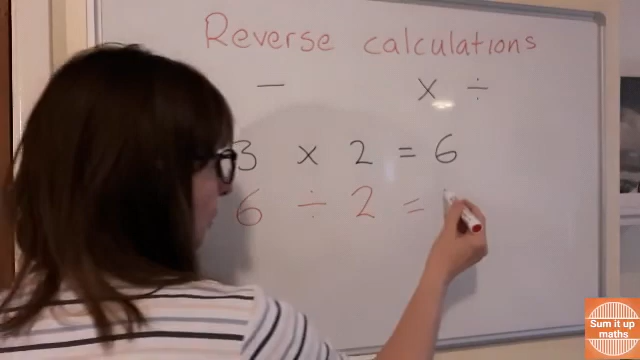 Reverse calculations
− × ÷
3 × 2 = 6
6 ÷ 2 =
Sum it up
maths